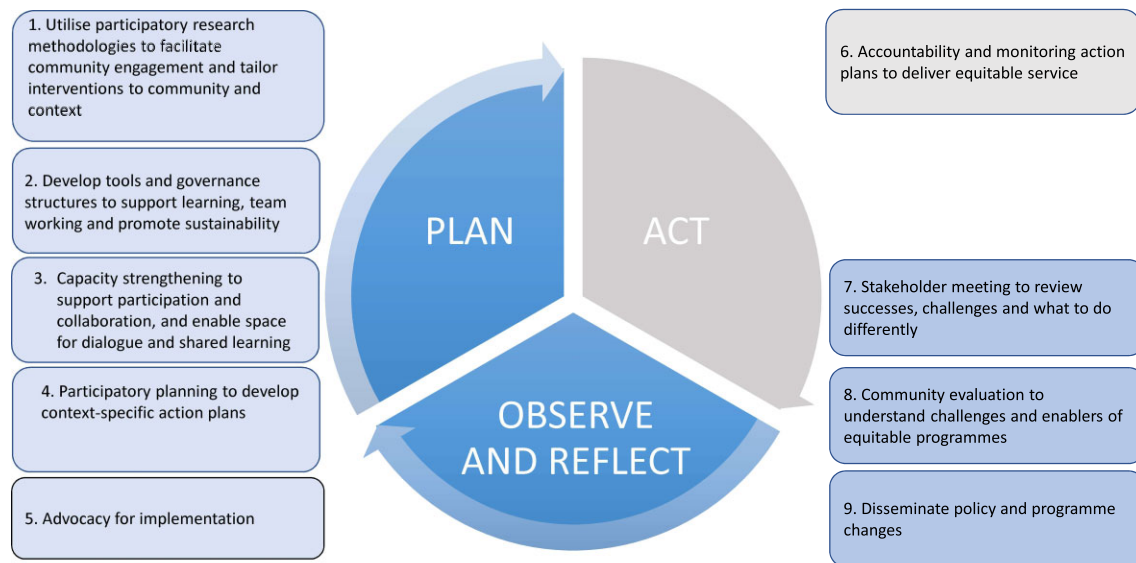 1. Utilise participatory research
methodologies to facilitate
community engagement and tailor
interventions to community and
context
2. Develop tools and governance
structures to support learning, team
working and promote sustainability
3. Capacity strengthening to
support participation and
collaboration, and enable space
for dialogue and shared learning
4. Participatory planning to develop
context-specific action plans
5. Advocacy for implementation
PLAN
ACT
OBSERVE
AND REFLECT
6. Accountability and monitoring action
plans to deliver equitable service
7. Stakeholder meeting to review
successes, challenges and what to do
differently
8. Community evaluation to
understand challenges and enablers of
equitable programmes
9. Disseminate policy and programme
changes